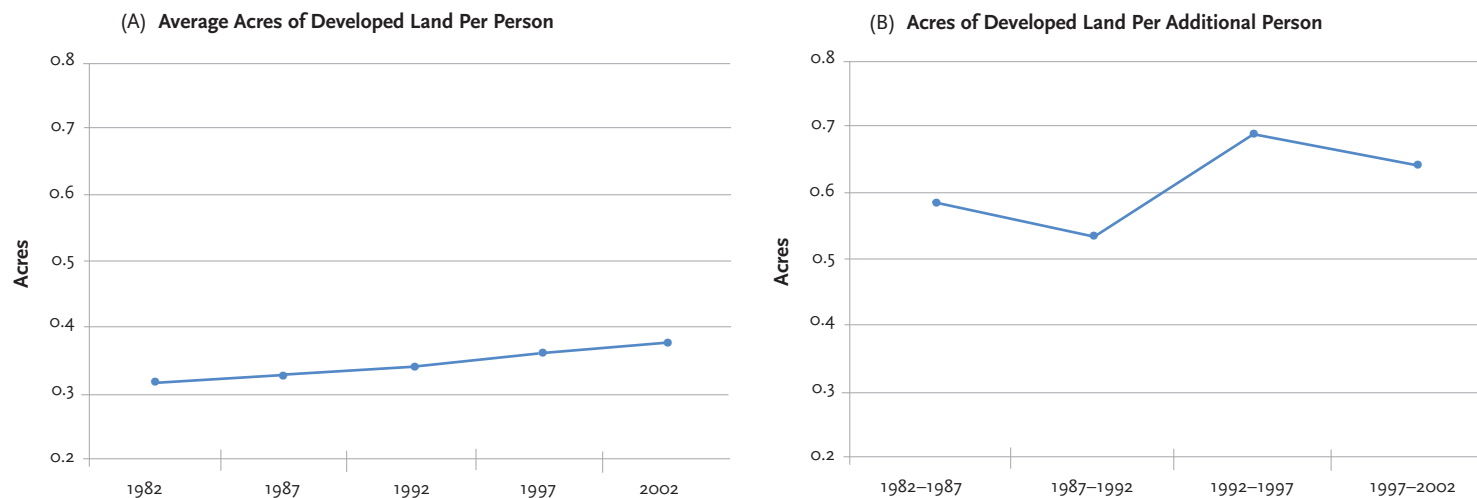 (A) Average Acres of Developed Land Per Person
0.8
0.7
0.6
0.5
0.4
0.3
0.2
Acres
1982 1987 1992 1997 2002
(B) Acres of Developed Land Per Additional Person
0.8
0.7
0.6
0.5
0.4
0.3
0.2
Acres
1982–1987 1987–1992 1992–1997 1997–2002